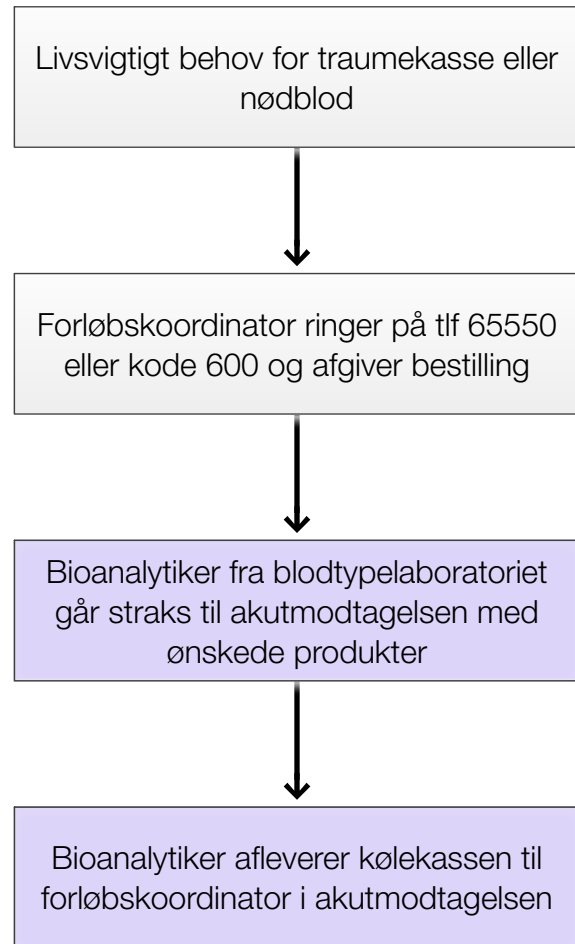 Livsvigtigt behov for traumekasse eller
nødblod
Forløbskoordinator ringer på tlf 65550
eller kode 600 og afgiver bestilling
Bioanalytiker fra blodtypelaboratoriet
går straks til akutmodtagelsen med
ønskede produkter
Bioanalytiker afleverer kølekassen til
forløbskoordinator i akutmodtagelsen